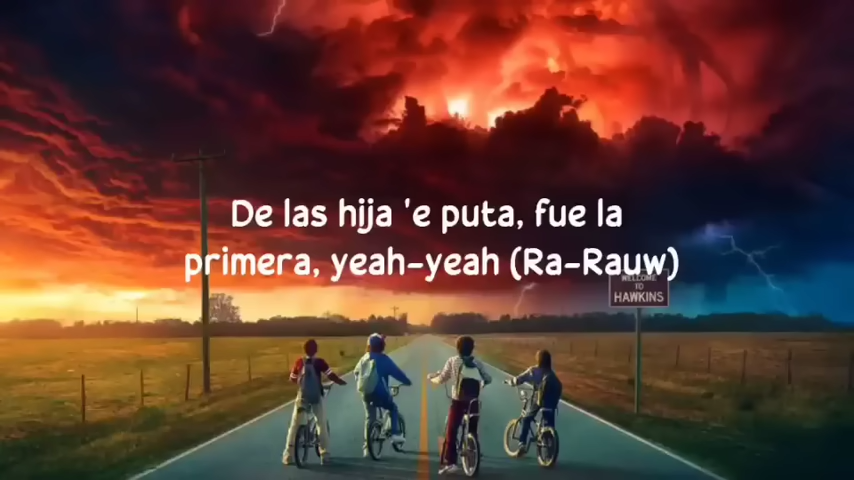 De las hija 'e puta, fue la
primera, yeah-yeah (Ra-Rauw)
WELCOME
TO
HAWKINS